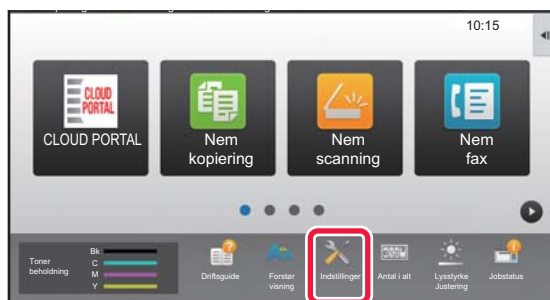 10:15
CLOUD
PORTAL
CLOUD PORTAL
Nem
kopiering
Nem
scanning
Nem
fax
Toner
beholdning
Bk
C
M
Y
Driftsguide
Forstør
visning
Indstillinger
Antal i alt
Lysstyrke
Justering
Jobstatus